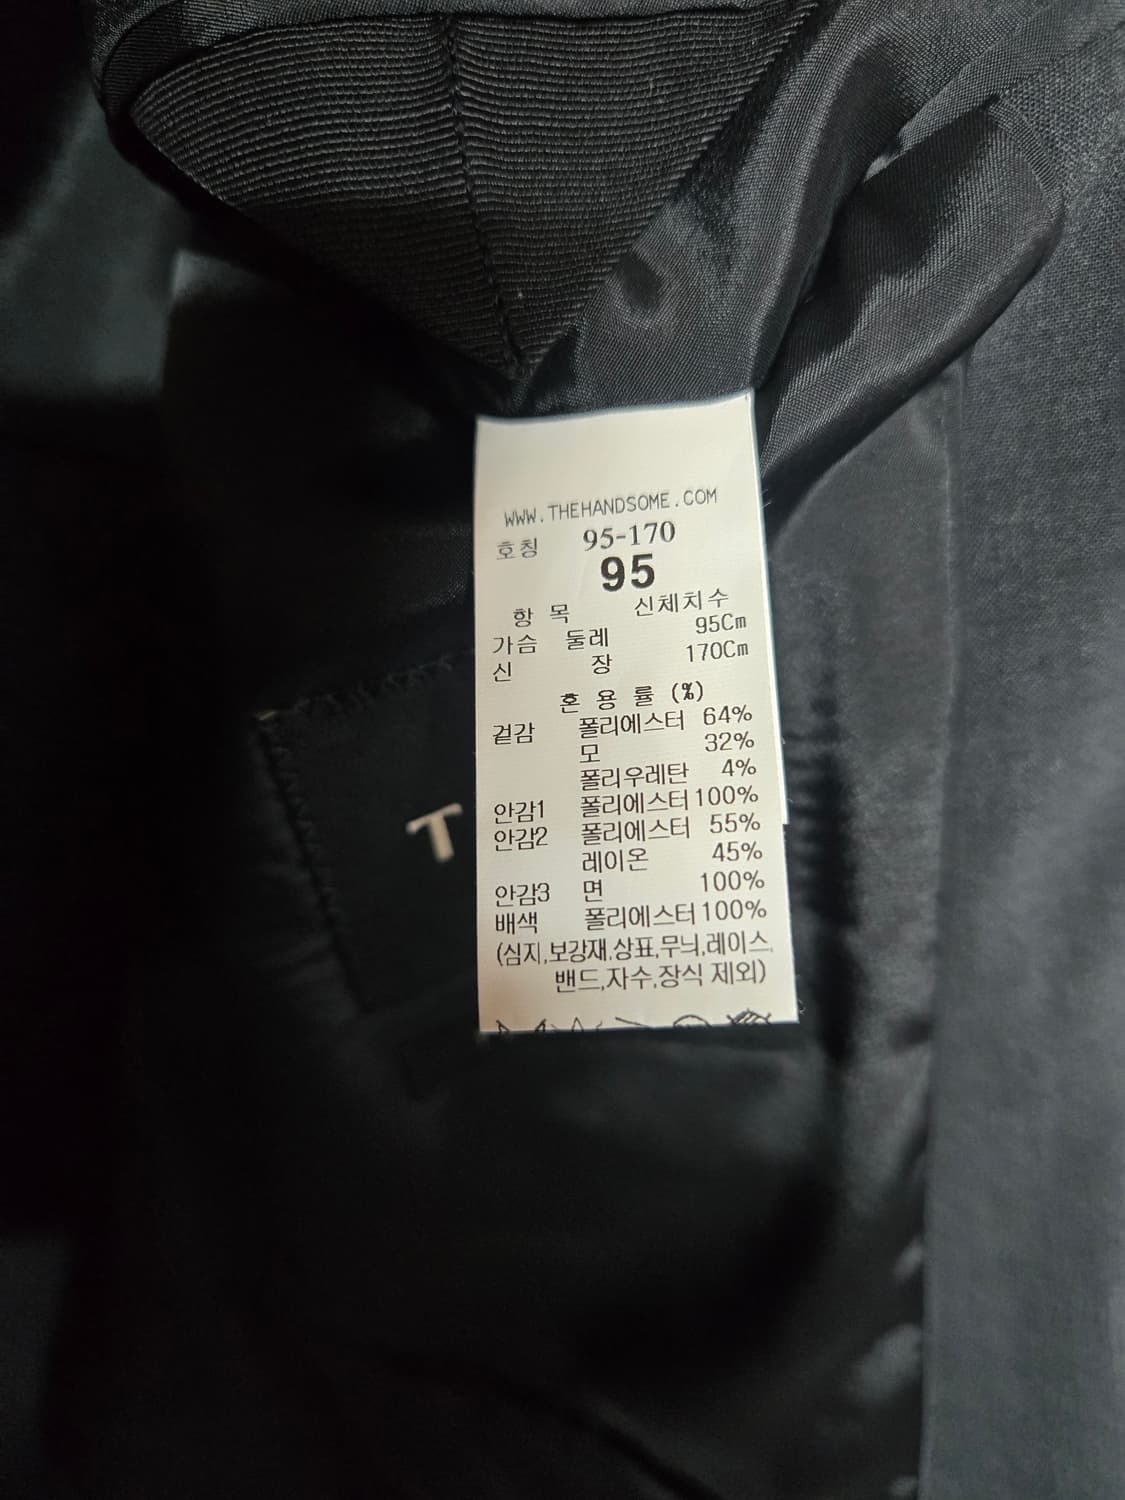 WWW.THEHANDSOME.COM
호칭 95-170
95
항 목 신체치수
가슴 둘레 95Cm
신 장 170Cm
혼 용 률 (%)
겉감 폴리에스터 64%
모 32%
폴리우레탄 4%
안감1 폴리에스터 100%
안감2 폴리에스터 55%
레이온 45%
안감3 면 100%
배색 폴리에스터 100%
(심지,보강재,상표,무늬,레이스,
밴드,자수,장식 제외)
T